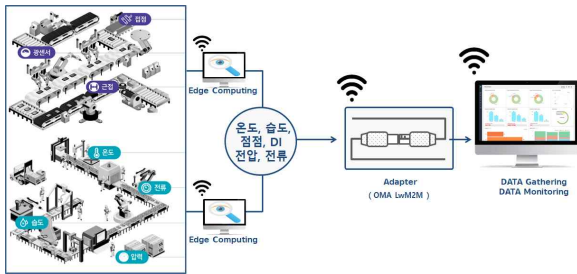 접점
광센서
근접
온도
전류
습도
압력
Edge Computing
Edge Computing
온도, 습도,
접점, DI
전압, 전류
Adapter
( OMA LwM2M )
DATA Gathering
DATA Monitoring